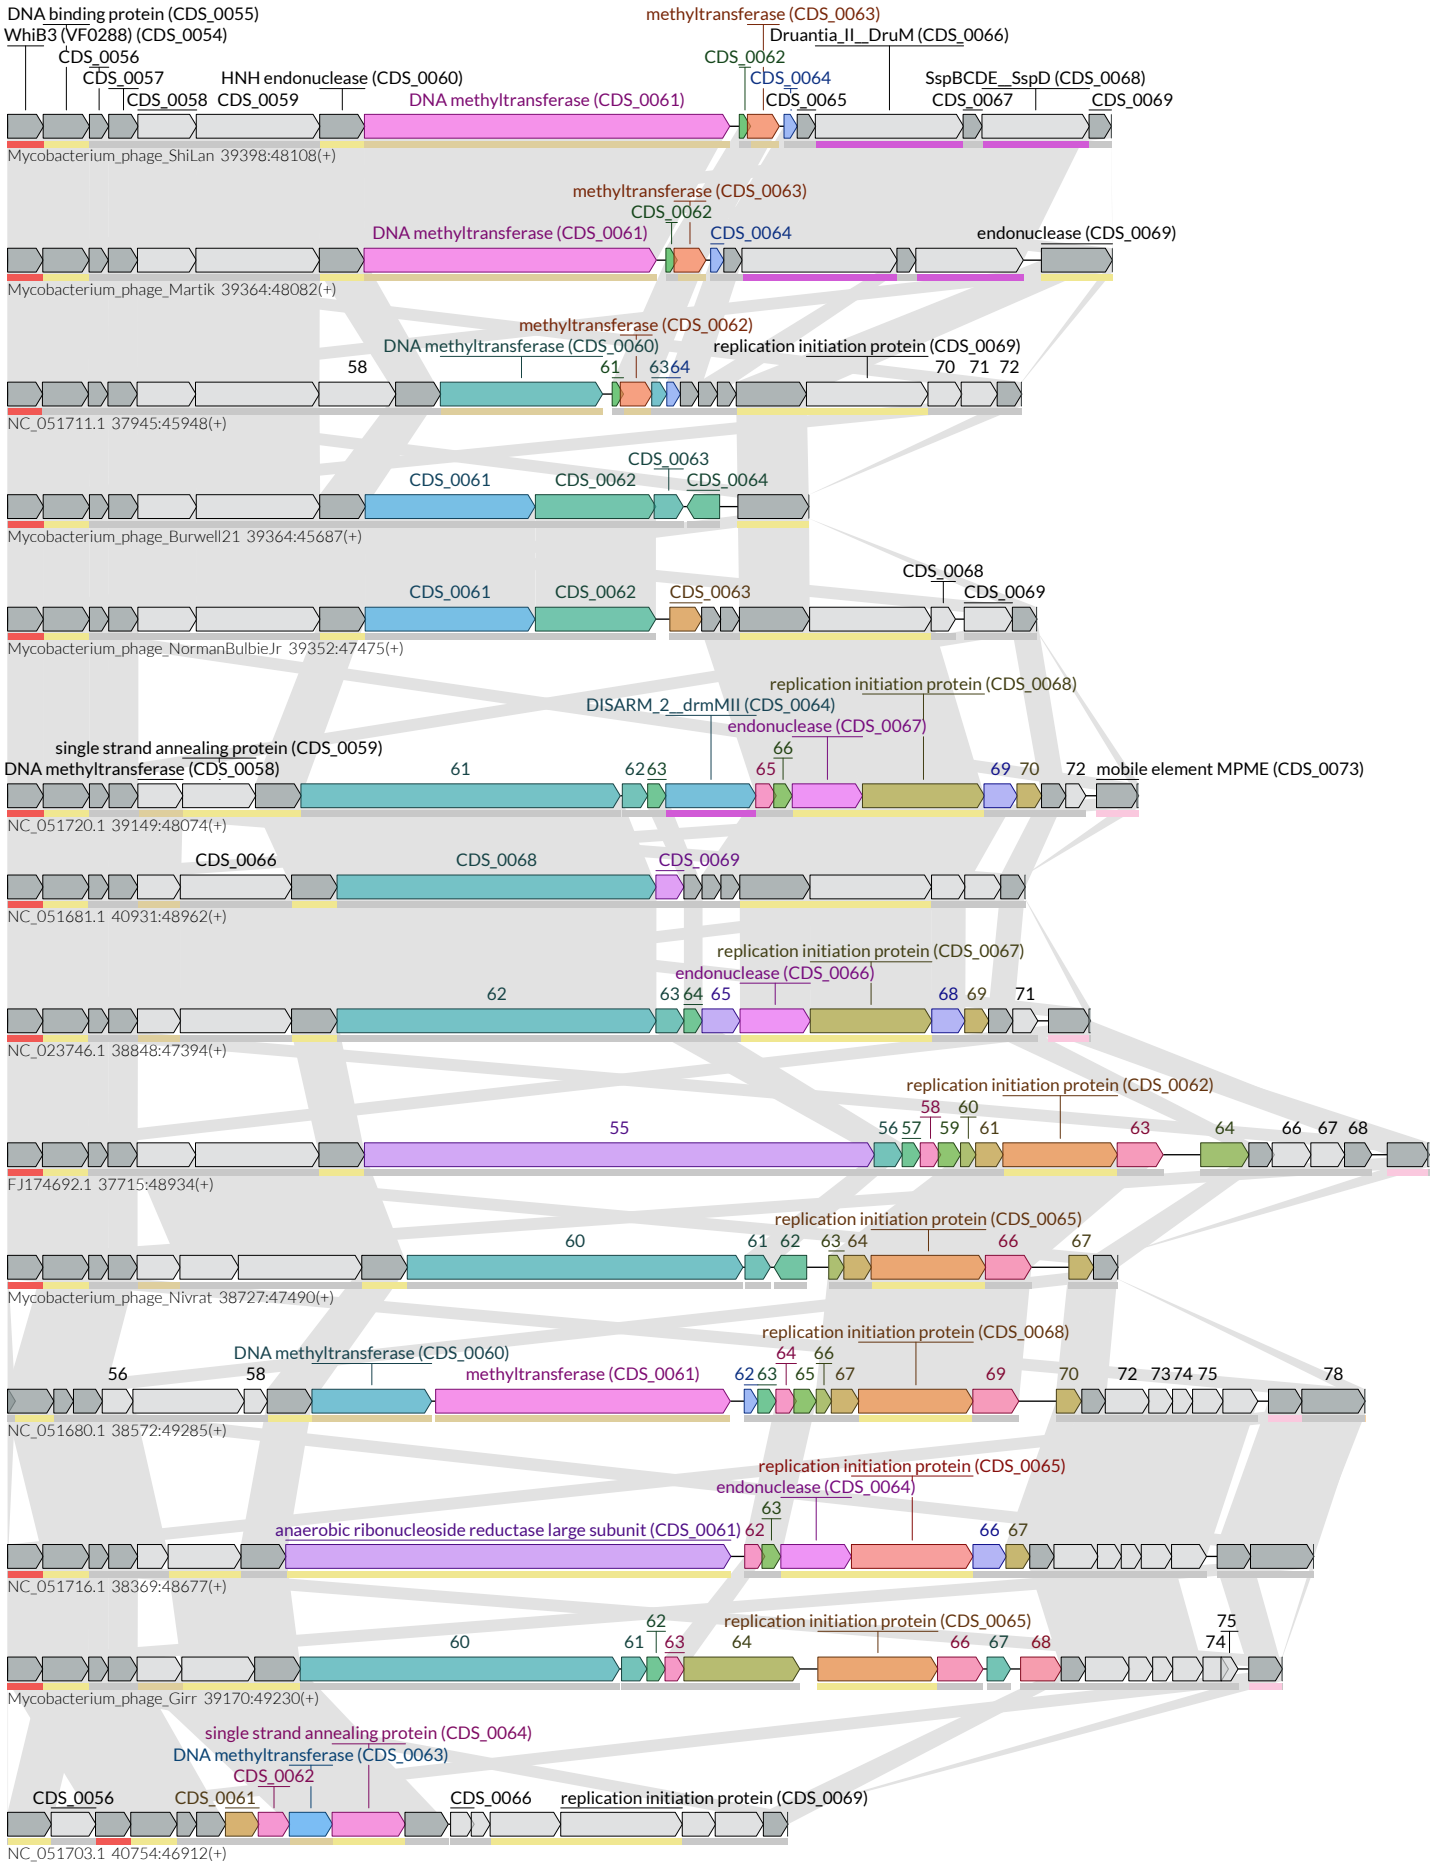 DNA binding protein (CDS_0055) methyltransferase (CDS_0063)
WhiB3 (VF0288) (CDS_0054) Druantia_II__DruM (CDS_0066)
CDS_0056 CDS_0062
CDS_0057 HNH endonuclease (CDS_0060) CDS_0064 SspBCDE__SspD (CDS_0068)
CDS_0058 CDS_0059 DNA methyltransferase (CDS_0061) CDS_0065 CDS_0067 CDS_0069
Mycobacterium_phage_ShiLan 39398:48108(+)
methyltransferase (CDS_0063)
CDS_0062
DNA methyltransferase (CDS_0061) CDS_0064 endonuclease (CDS_0069)
Mycobacterium_phage_Martik 39364:48082(+)
methyltransferase (CDS_0062)
DNA methyltransferase (CDS_0060) replication initiation protein (CDS_0069)
58 61 63 64 70 71 72
NC_051711.1 37945:45948(+)
CDS_0063
CDS_0061 CDS_0062 CDS_0064
Mycobacterium_phage_Burwell21 39364:45687(+)
CDS_0068
CDS_0061 CDS_0062 CDS_0063 CDS_0069
Mycobacterium_phage_NormanBulbieJr 39352:47475(+)
replication initiation protein (CDS_0068)
DISARM_2__drmMII (CDS_0064)
endonuclease (CDS_0067)
single strand annealing protein (CDS_0059) 66
DNA methyltransferase (CDS_0058) 61 62 63 65 69 70 72 mobile element MPME (CDS_0073)
NC_051720.1 39149:48074(+)
CDS_0066 CDS_0068 CDS_0069
NC_051681.1 40931:48962(+)
replication initiation protein (CDS_0067)
endonuclease (CDS_0066)
62 63 64 65 68 69 71
NC_023746.1 38848:47394(+)
replication initiation protein (CDS_0062)
58 60
55 56 57 59 61 63 64 66 67 68
FJ174692.1 37715:48934(+)
replication initiation protein (CDS_0065)
60 61 62 63 64 66 67
Mycobacterium_phage_Nivrat 38727:47490(+)
replication initiation protein (CDS_0068)
DNA methyltransferase (CDS_0060) 64 66
56 58 methyltransferase (CDS_0061) 62 63 65 67 69 70 72 73 74 75 78
NC_051680.1 38572:49285(+)
replication initiation protein (CDS_0065)
endonuclease (CDS_0064)
63
anaerobic ribonucleoside reductase large subunit (CDS_0061) 62 66 67
NC_051716.1 38369:48677(+)
62 replication initiation protein (CDS_0065) 75
60 61 63 64 66 67 68 74
Mycobacterium_phage_Girr 39170:49230(+)
single strand annealing protein (CDS_0064)
DNA methyltransferase (CDS_0063)
CDS_0062
CDS_0056 CDS_0061 CDS_0066 replication initiation protein (CDS_0069)
NC_051703.1 40754:46912(+)